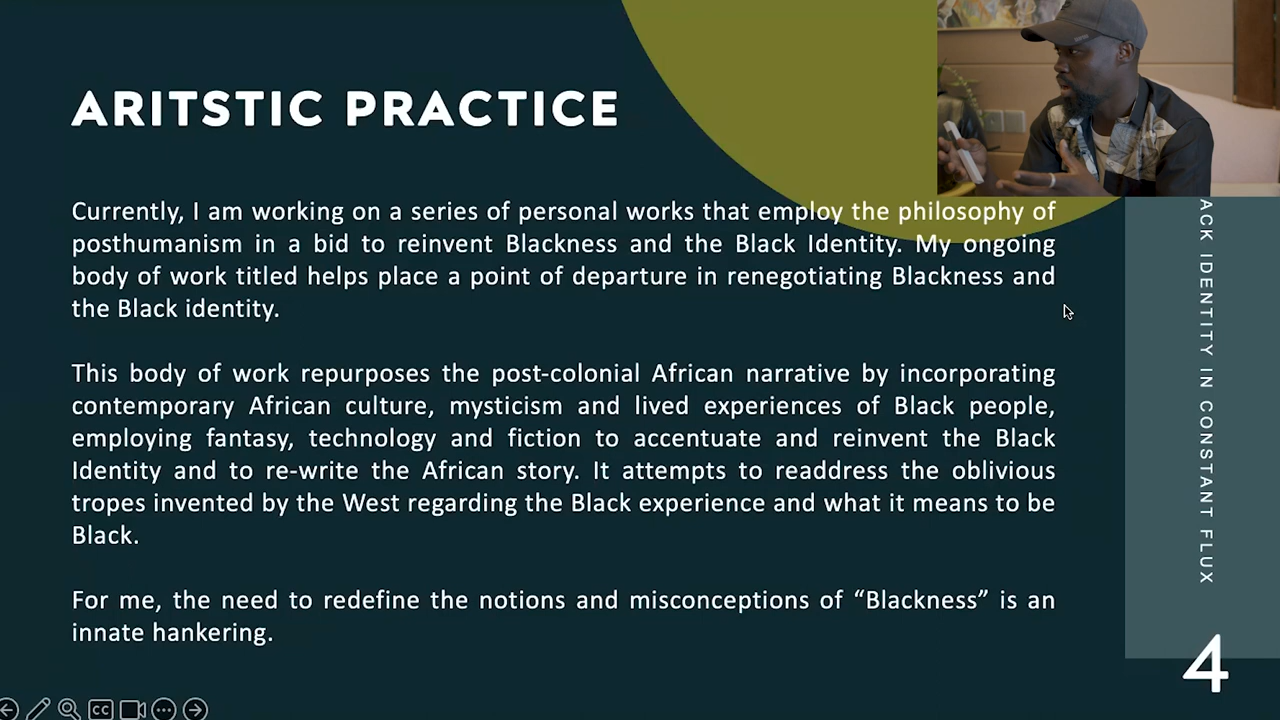 ARITSTIC PRACTICE
Currently, I am working on a series of personal works that employ the philosophy of
posthumanism in a bid to reinvent Blackness and the Black Identity. My ongoing
body of work titled helps place a point of departure in renegotiating Blackness and
the Black identity.
This body of work repurposes the post-colonial African narrative by incorporating
contemporary African culture, mysticism and lived experiences of Black people,
employing fantasy, technology and fiction to accentuate and reinvent the Black
Identity and to re-write the African story. It attempts to readdress the oblivious
tropes invented by the West regarding the Black experience and what it means to be
Black.
For me, the need to redefine the notions and misconceptions of “Blackness” is an
innate hankering.
ACK IDENTITY IN CONSTANT FLUX
4
CC